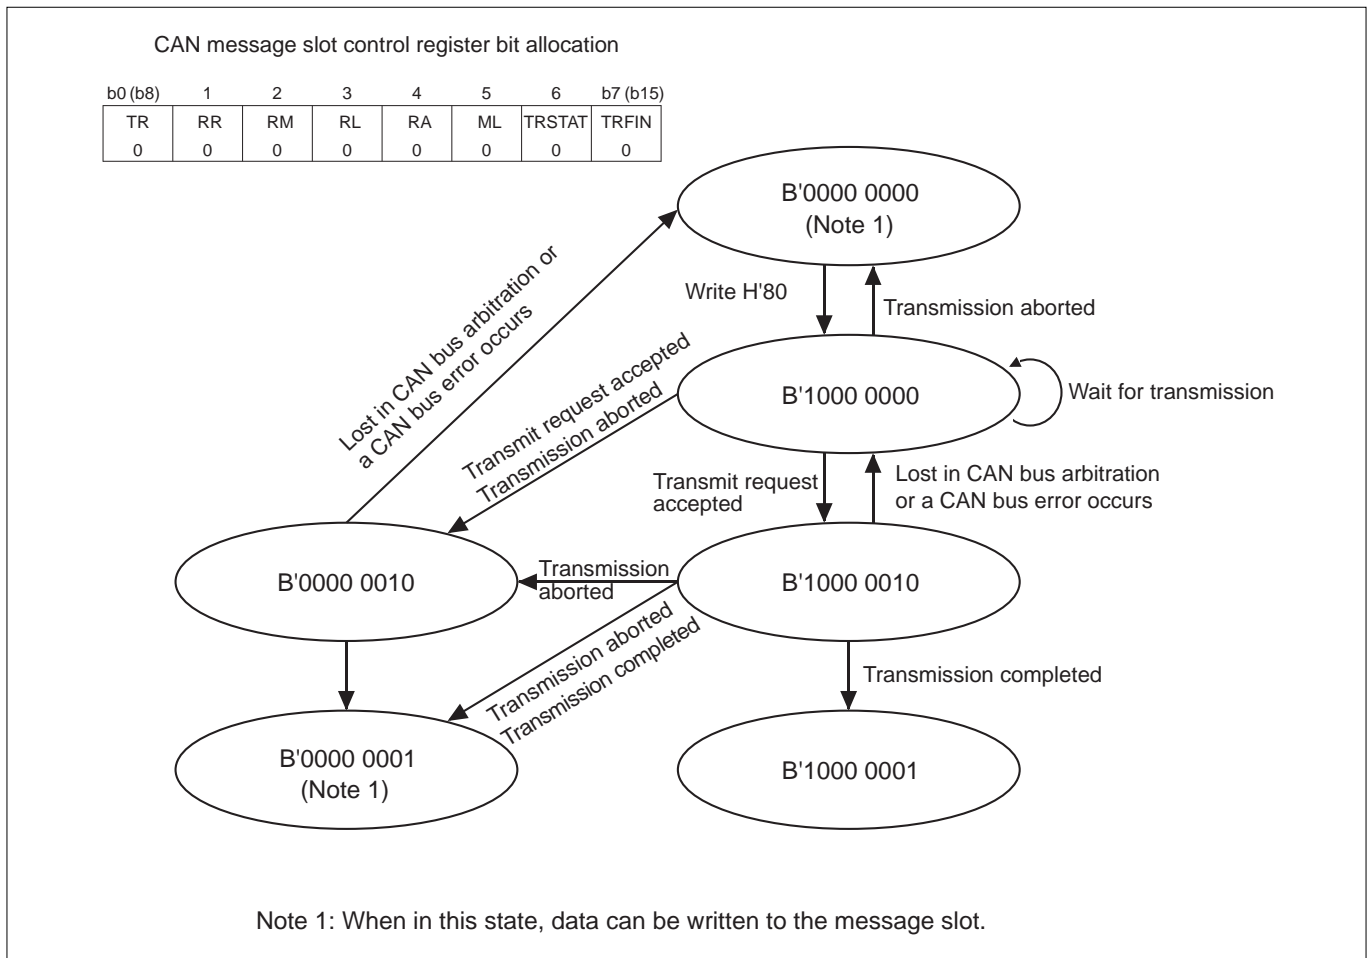 CAN message slot control register bit allocation
b0 (b8) 1 2 3 4 5 6 b7 (b15)
TR RR RM RL RA ML TRSTAT TRFIN
0 0 0 0 0 0 0 0
B'0000 0000
(Note 1)
Lost in CAN bus arbitration or
a CAN bus error occurs
Write H'80
Transmission aborted
Transmit request accepted
Transmission aborted
B'1000 0000
Wait for transmission
Transmit request
accepted
Lost in CAN bus arbitration
or a CAN bus error occurs
B'0000 0010
Transmission
aborted
B'1000 0010
Transmission aborted
Transmission completed
Transmission completed
B'0000 0001
(Note 1)
B'1000 0001
Note 1: When in this state, data can be written to the message slot.